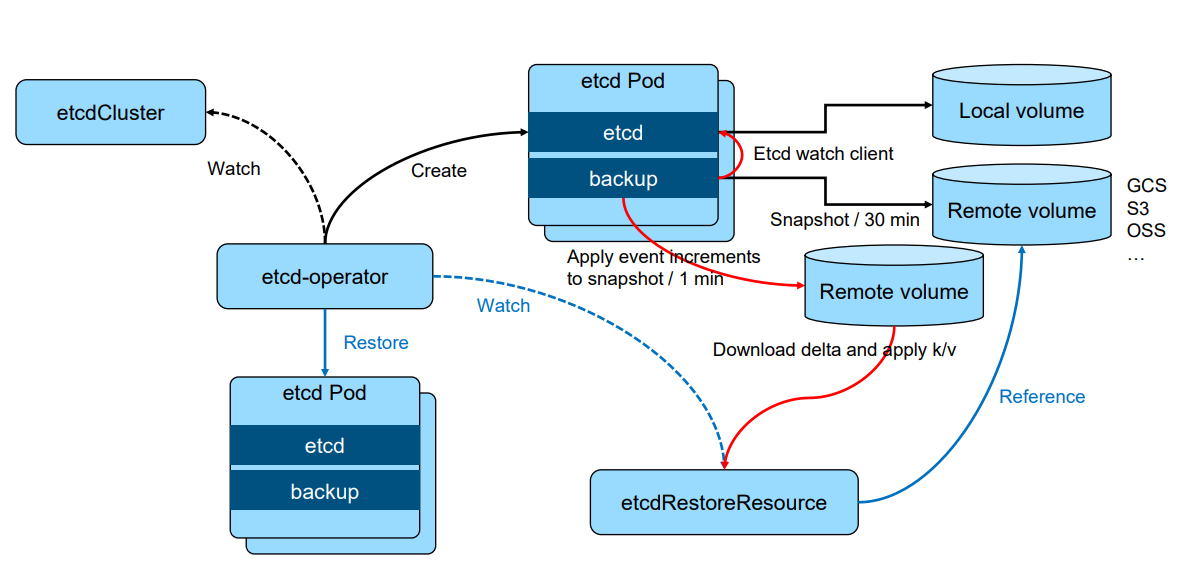 etcd Pod
etcdCluster
etcd
Local volume
Etcd watch client
Watch
Create
backup
GCS
S3
OSS
...
Remote volume
Snapshot / 30 min
Apply event increments
to snapshot / 1 min
etcd-operator
Remote volume
Watch
Restore
Download delta and apply k/v
etcd Pod
Reference
etcd
backup
etcdRestoreResource